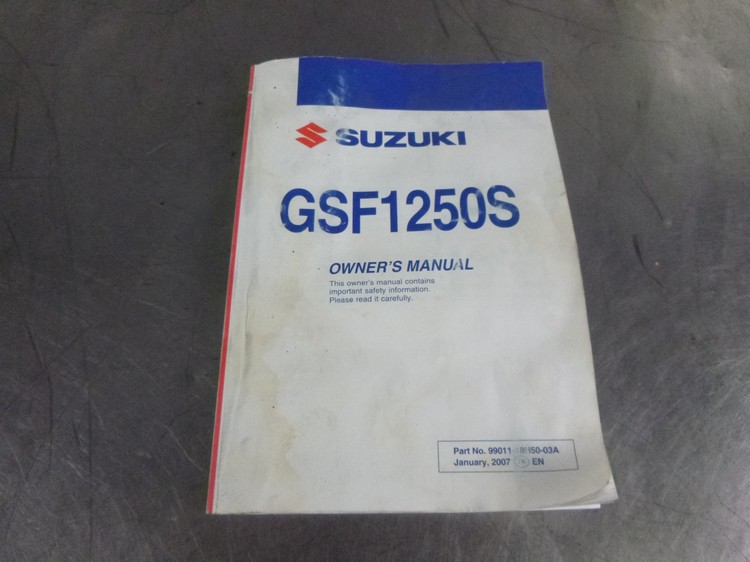 SUZUKI
GSF1250S
OWNER'S MANUAL
This owner's manual contains
important safety information.
Please read it carefully.
Part No.
January, 2007 EN